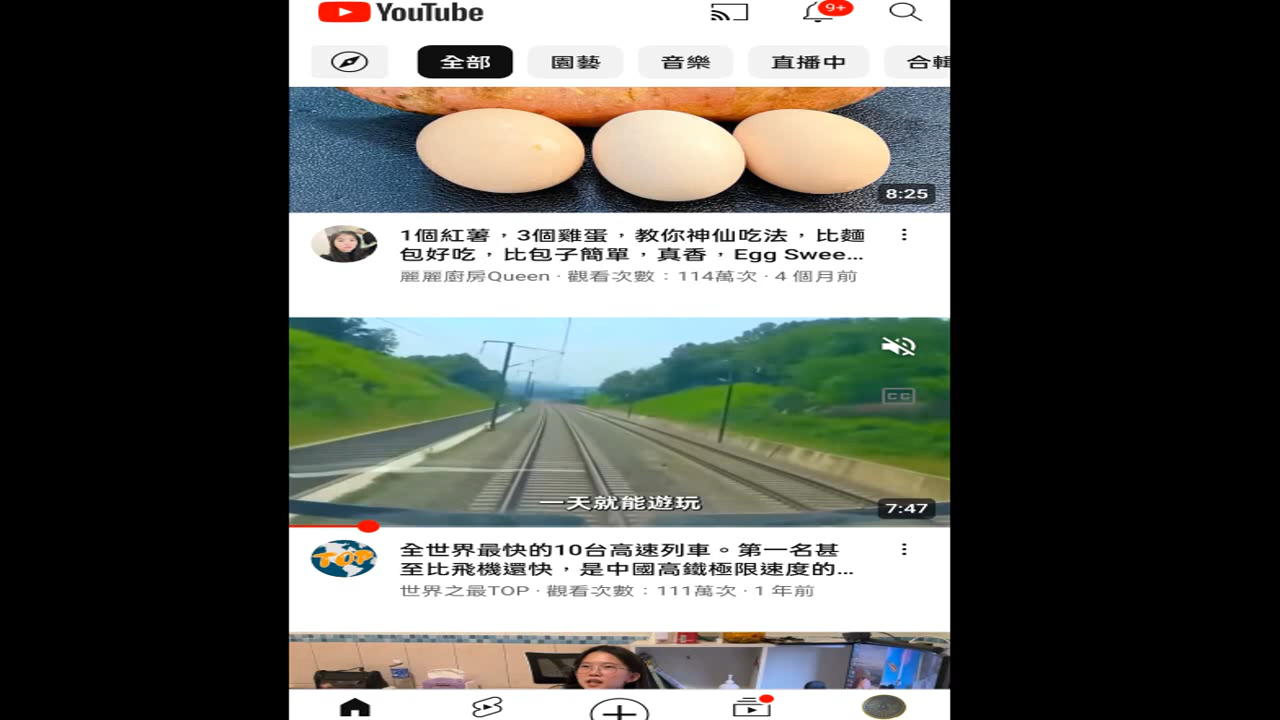 YouTube
9+
全部
園藝
音樂
直播中
合輯
8:25
1個紅薯，3個雞蛋，教你神仙吃法，比麵
包好吃，比包子簡單，真香，Egg Swee...
麗麗廚房Queen · 觀看次數：114萬次 · 4 個月前
CC
一天就能遊玩
7:47
TOP
全世界最快的10台高速列車。第一名甚
至比飛機還快，是中國高鐵極限速度的...
世界之最TOP · 觀看次數：111萬次 · 1 年前